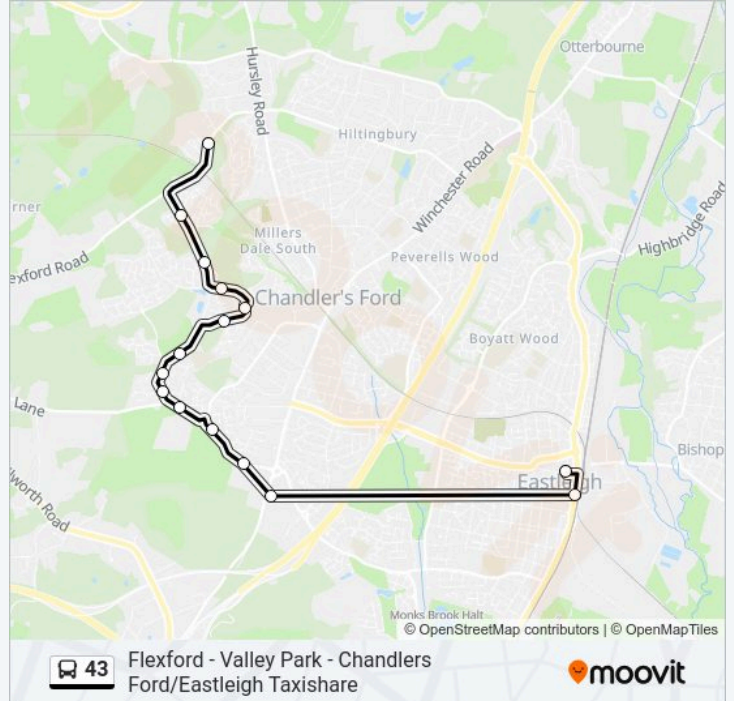 Otterbourne
Hursley Road
Hiltingbury
Winchester Road
Highbridge Road
rner
Millers
Dale South
Peverells Wood
exford Road
Chandler's Ford
Boyatt Wood
Lane
Bishop
Eastleigh
ilworth Road
Monks Brook Halt
© OpenStreetMap contributors | © OpenMapTiles
43
Flexford - Valley Park - Chandlers
Ford/Eastleigh Taxishare
moovit